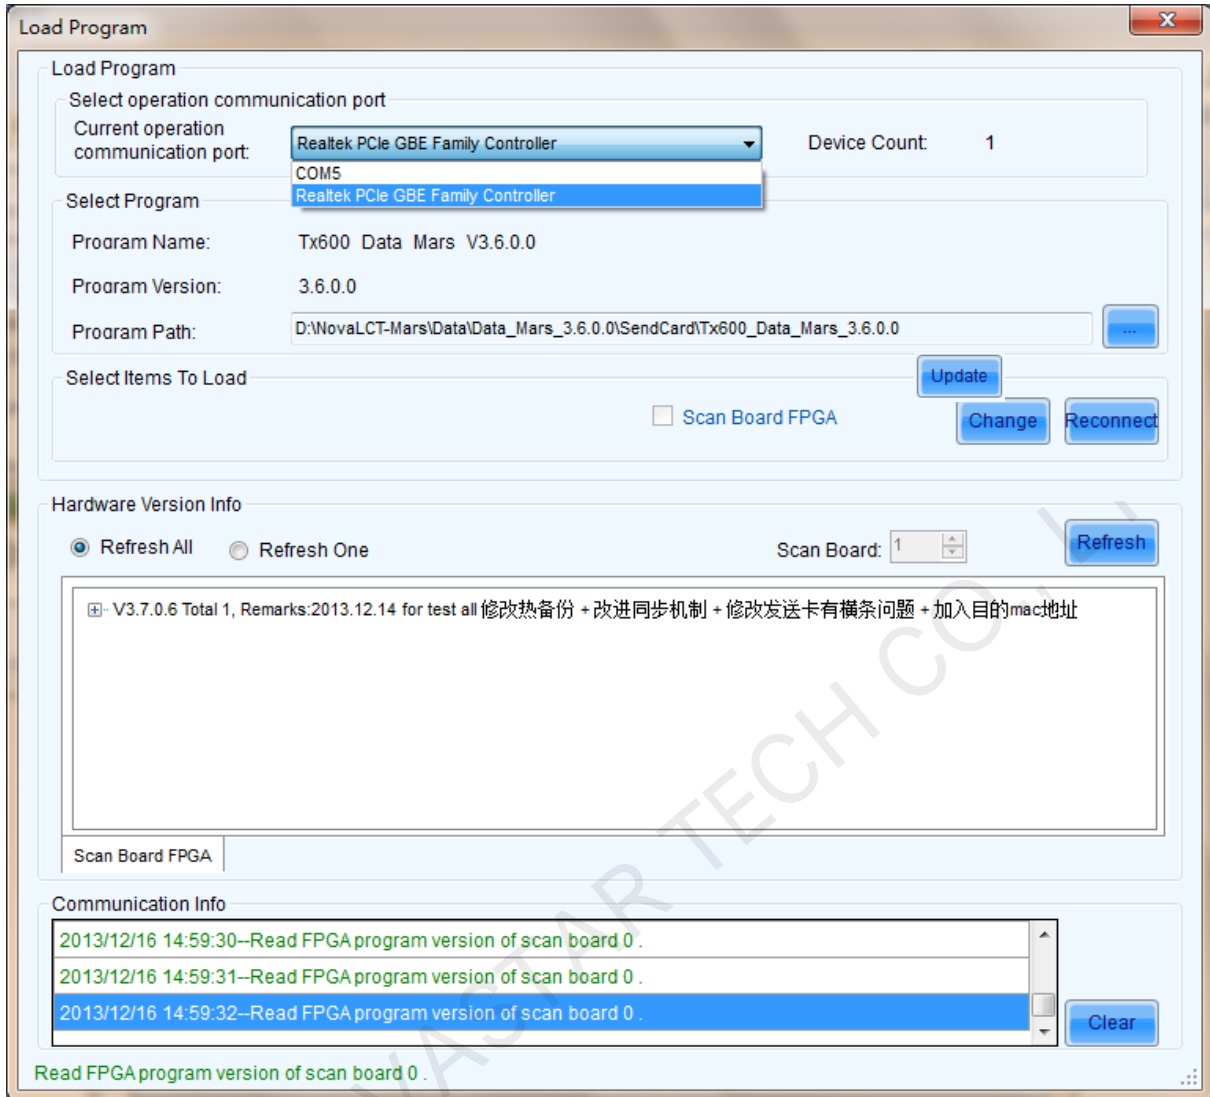 Load Program
Load Program
Select operation communication port
Current operation
communication port:
Realtek PCIe GBE Family Controller
Device Count:
1
COM5
Realtek PCIe GBE Family Controller
Select Program
Program Name:
Tx600 Data Mars V3.6.0.0
Program Version:
3.6.0.0
Program Path:
D:\NovaLCT-Mars\Data\Data_Mars_3.6.0.0\SendCard\Tx600_Data_Mars_3.6.0.0
...
Select Items To Load
Update
Scan Board FPGA
Change
Reconnect
Hardware Version Info
Refresh All
Refresh One
Scan Board:
1
Refresh
V3.7.0.6 Total 1, Remarks:2013.12.14 for test all 修改热备份 + 改进同步机制 + 修改发送卡有横条问题 + 加入目的mac地址
Scan Board FPGA
Communication Info
2013/12/16 14:59:30--Read FPGA program version of scan board 0 .
2013/12/16 14:59:31--Read FPGA program version of scan board 0 .
2013/12/16 14:59:32--Read FPGA program version of scan board 0 .
Clear
Read FPGA program version of scan board 0 .
VASTAR TECH CO., L